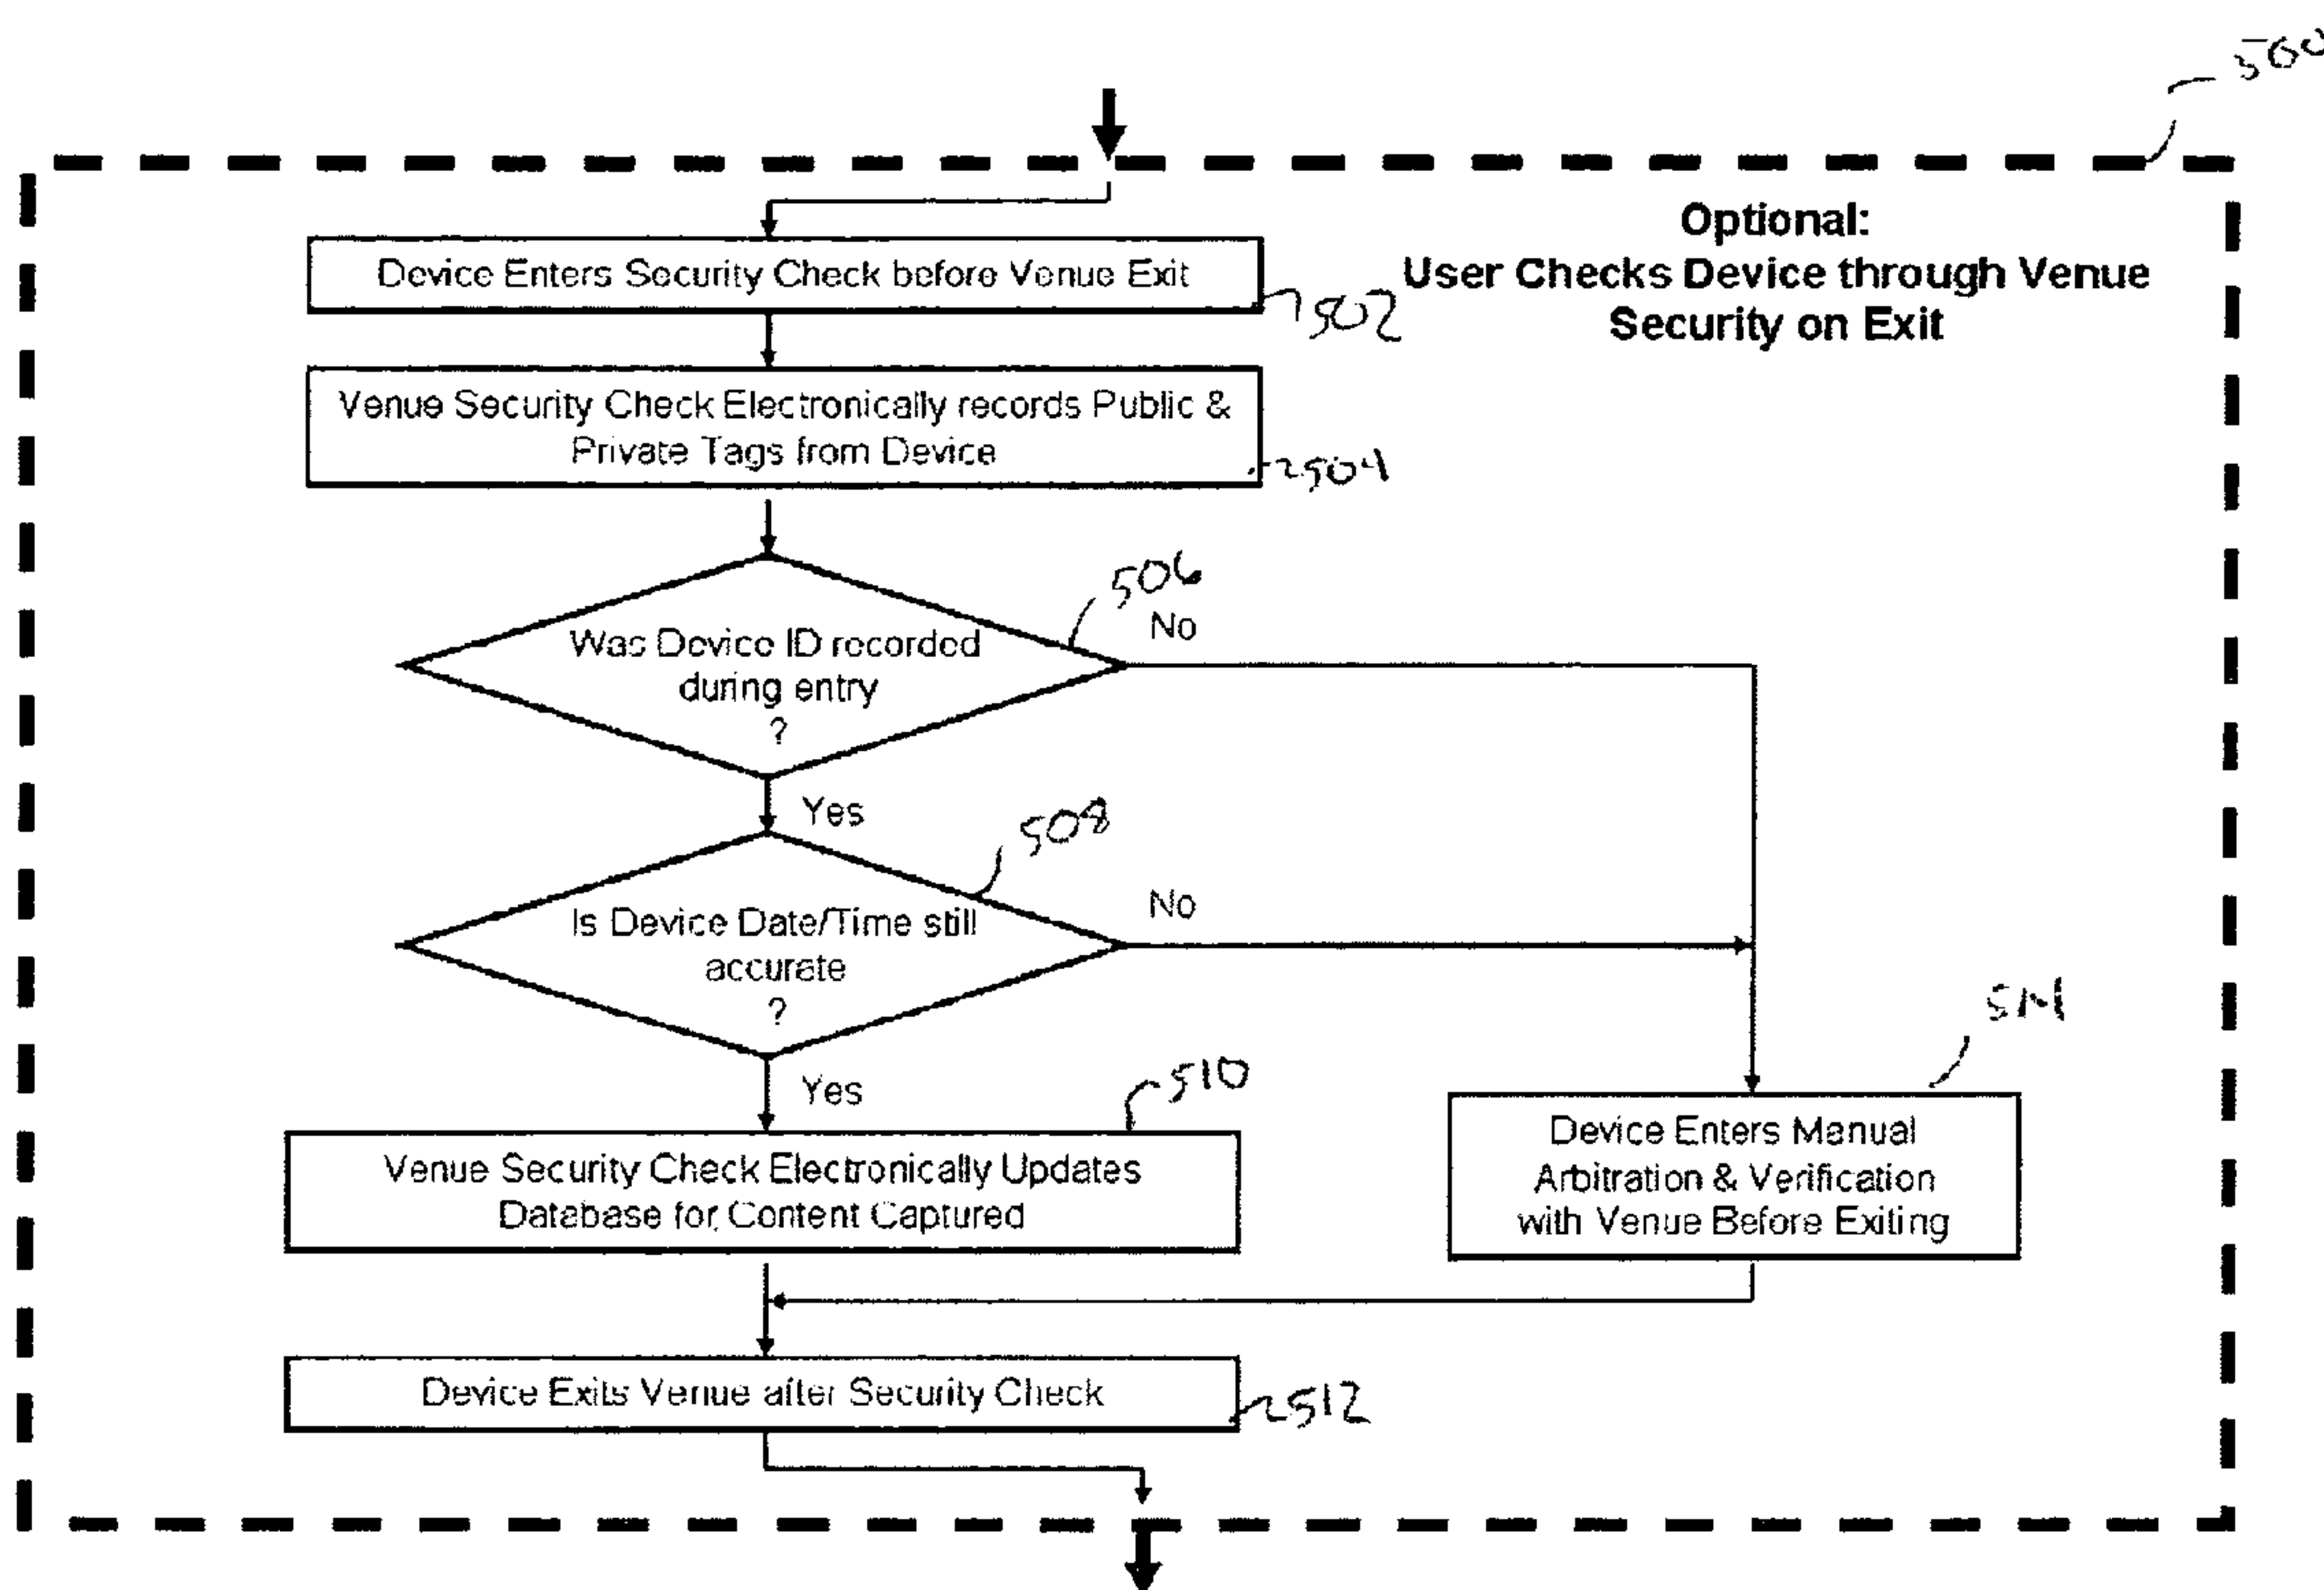 500
Optional:
User Checks Device through Venue
Security on Exit
Device Enters Security Check before Venue Exit
502
Venue Security Check Electronically records Public &
Private Tags from Device
504
506
No
Was Device ID recorded
during entry
?
Yes
508
No
Is Device Date/Time still
accurate
?
Yes
510
514
Venue Security Check Electronically Updates
Database for Content Captured
Device Enters Manual
Arbitration & Verification
with Venue Before Exiting
Device Exits Venue after Security Check
512